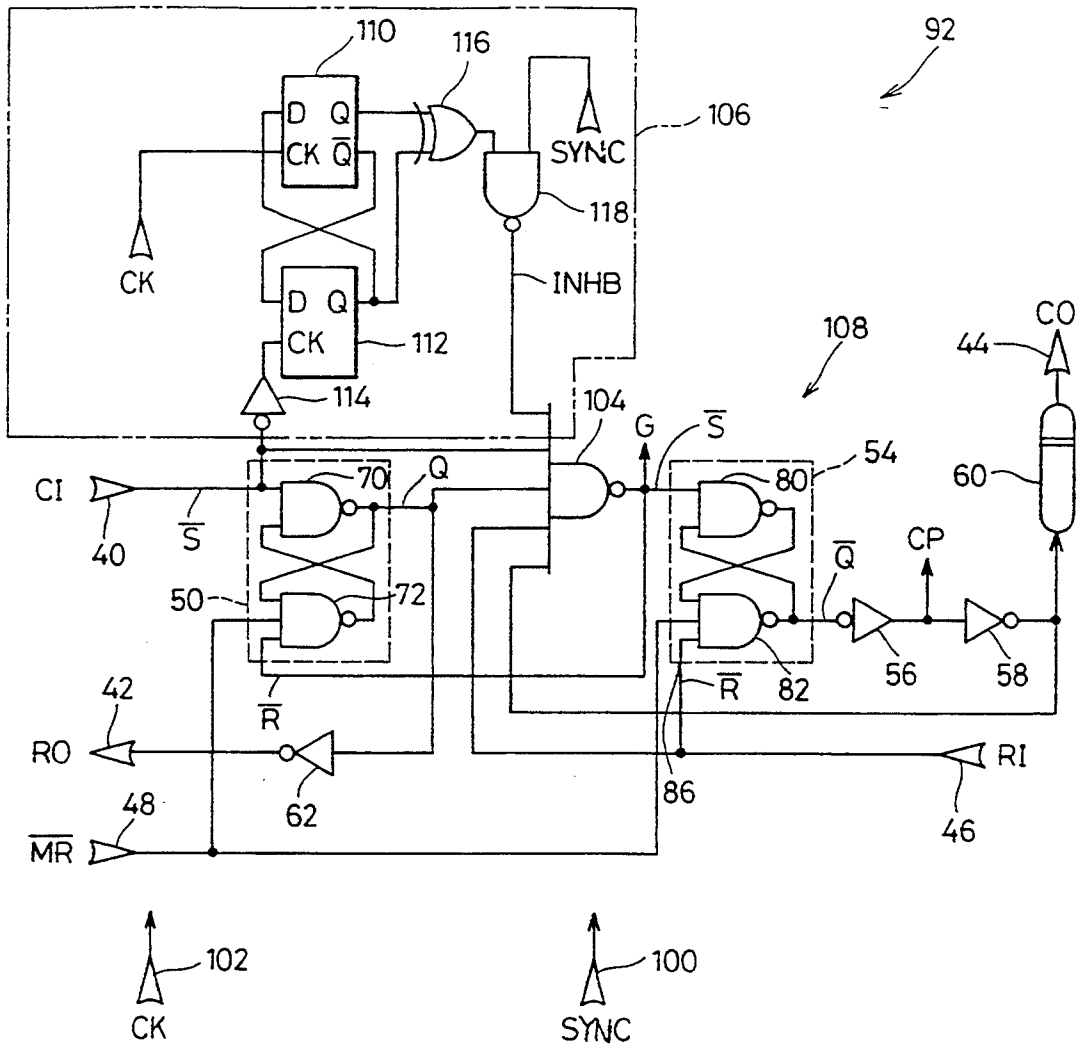 110
116
92
D Q
CK Q̅
SYNC
106
118
CK
INHB
D Q
CK
112
CO
44
108
114
104
G
S̅
54
60
CI
70
Q
80
40
S̅
CP
50
72
Q̅
R̅
R̅
82
56
58
42
RO
62
86
RI
46
48
M̅R̅
102
CK
100
SYNC